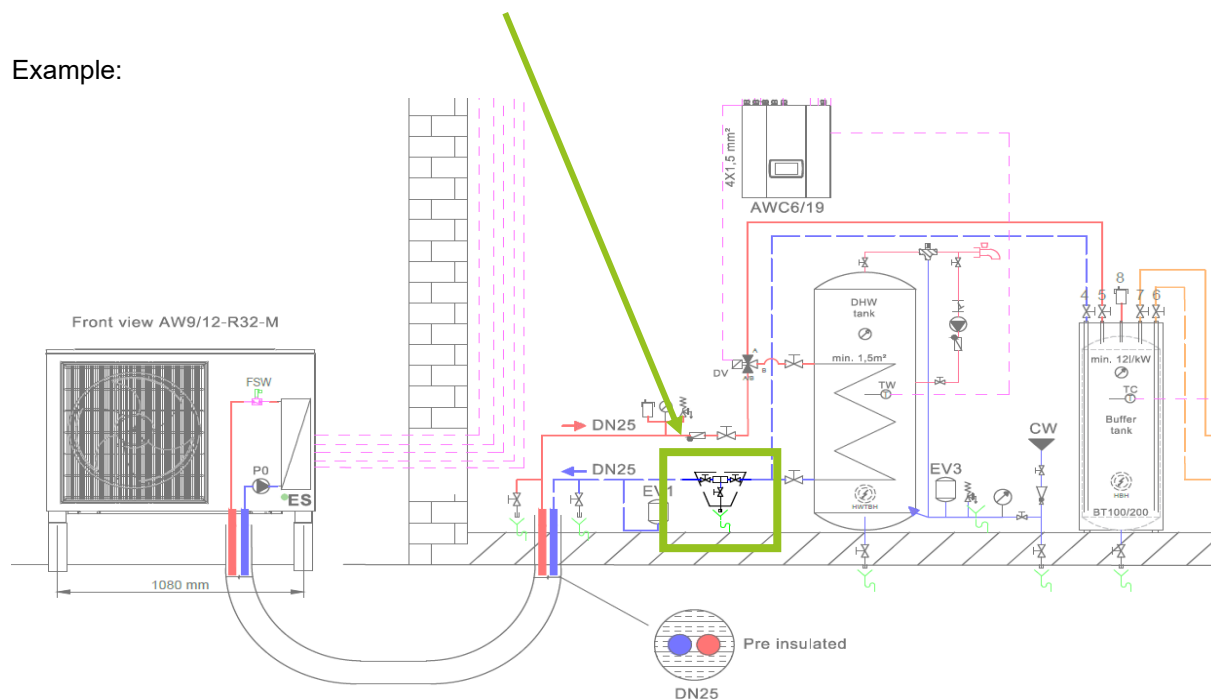 Example:
4X1,5 mm²
AWC6/19
Front view AW9/12-R32-M
FSW
P0
ES
1080 mm
DN25
DN25
EV1
DV
A
B
A/B
DHW
tank
min. 1,5m²
TW
HWTBH
EV3
CW
4
5
8
7
6
min. 12l/kW
TC
Buffer
tank
HBH
BT100/200
Pre insulated
DN25